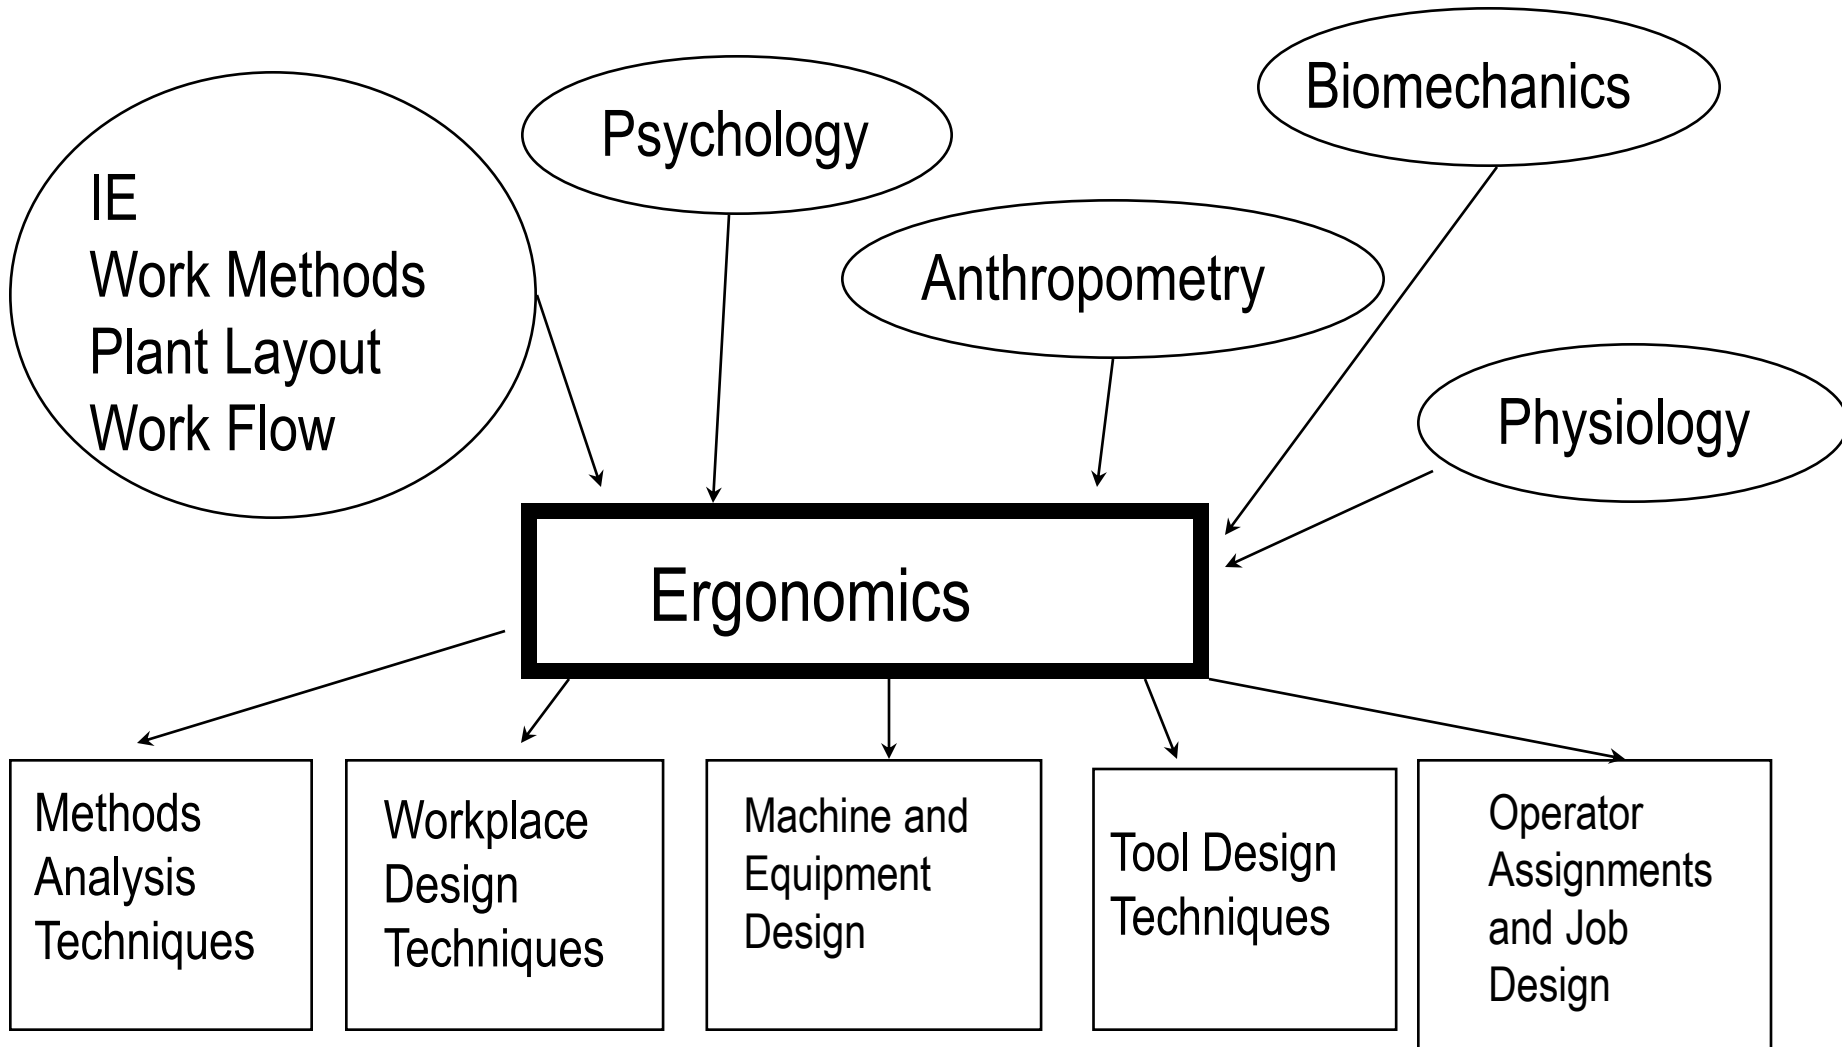 IE
Work Methods
Plant Layout
Work Flow
Psychology
Biomechanics
Anthropometry
Physiology
Ergonomics
Methods
Analysis
Techniques
Workplace
Design
Techniques
Machine and
Equipment
Design
Tool Design
Techniques
Operator
Assignments
and Job
Design